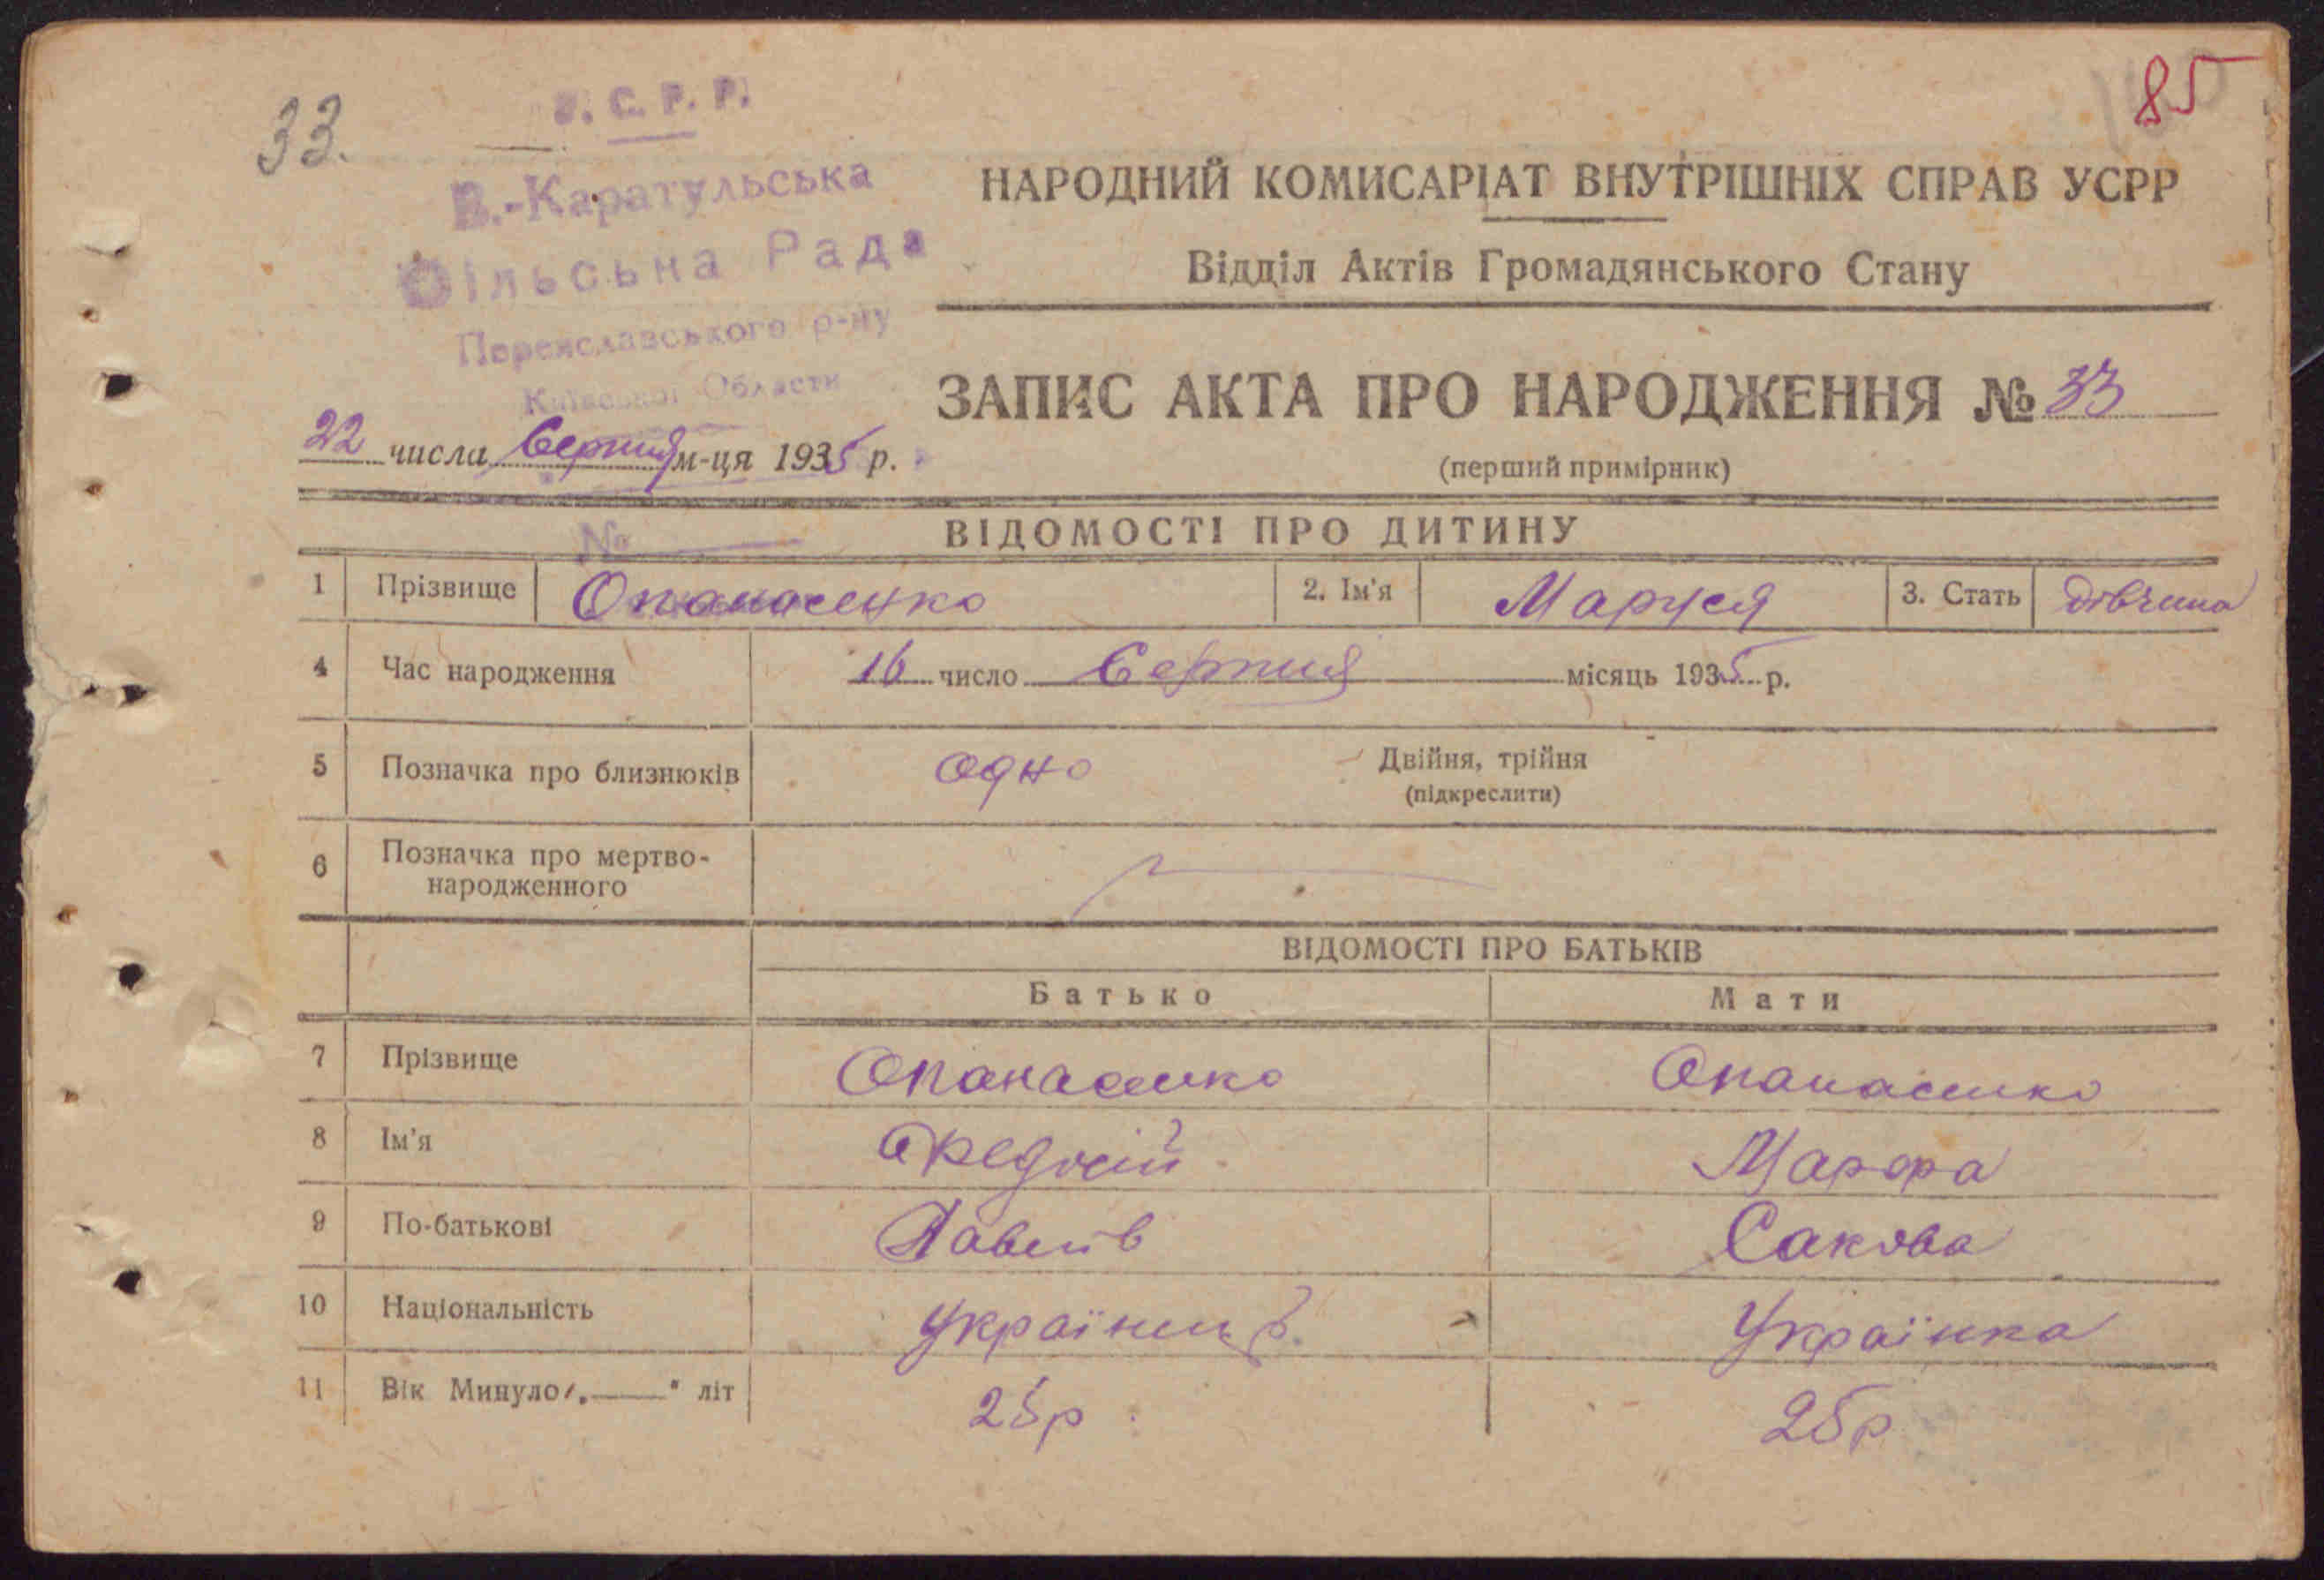 33.
85
У. С. Р. Р.
В.-Каратульська
Сільська Рада
Переяславського р-ну
Київської Области
№
НАРОДНИЙ КОМИСАРІАТ ВНУТРІШНІХ СПРАВ УСРР
Відділ Актів Громадянського Стану
ЗАПИС АКТА ПРО НАРОДЖЕННЯ № 33
(перший примірник)
22 числа Серпня м-ця 1935 р.
ВІДОМОСТІ ПРО ДИТИНУ
1 Прізвище Опанасенко 2. Ім'я Маруся 3. Стать дівчина
4 Час народження 16 число Серпня місяць 1935 р.
5 Позначка про близнюків одно Двійня, трійня
(підкреслити)
6 Позначка про мертво-
народженного
ВІДОМОСТІ ПРО БАТЬКІВ
Батько Мати
7 Прізвище Опанасенко Опанасенко
8 Ім'я Федосій Марфа
9 По-батькові Сакова
10 Національність Українець Українка
11 Вік Минуло „ — " літ 25р 25р